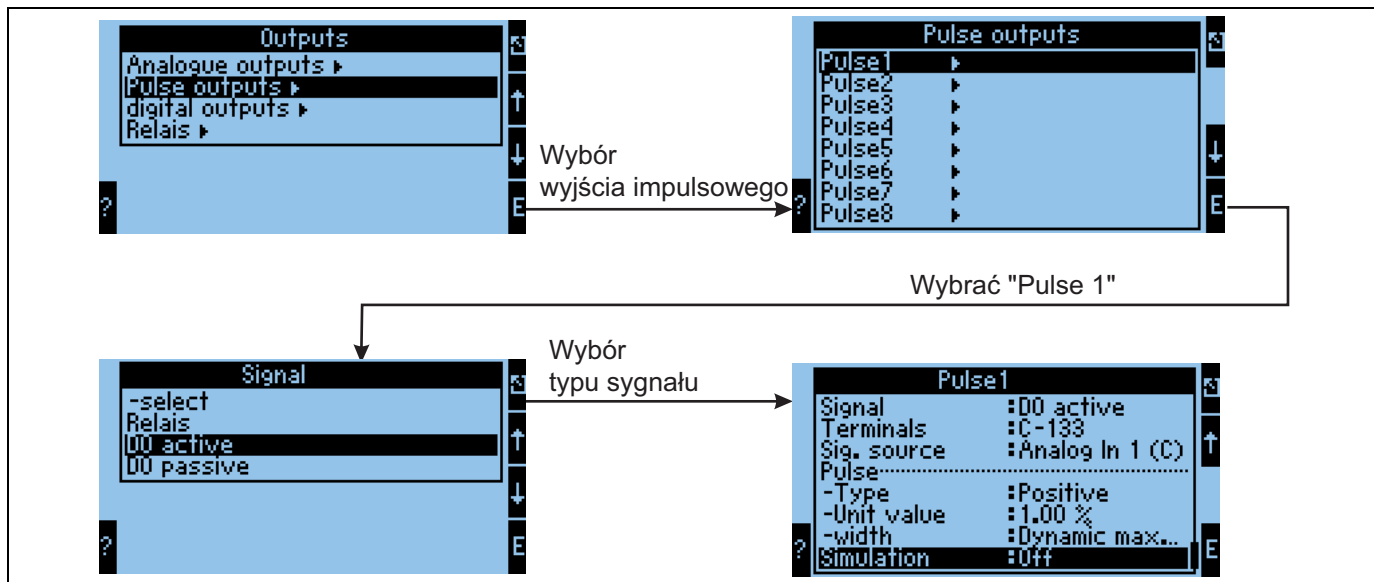 Outputs
Analogue outputs
Pulse outputs
digital outputs
Relais
?
E
Wybór
wyjścia impulsowego
Pulse outputs
Pulse1
Pulse2
Pulse3
Pulse4
Pulse5
Pulse6
Pulse7
Pulse8
?
E
Wybrać "Pulse 1"
Signal
-select
Relais
DO active
DO passive
?
E
Wybór
typu sygnału
Pulse1
Signal :DO active
Terminals :C-133
Sig. source :Analog In 1 (C)
Pulse
-Type :Positive
-Unit value :1.00 %
-width :Dynamic max...
Simulation :Off
?
E